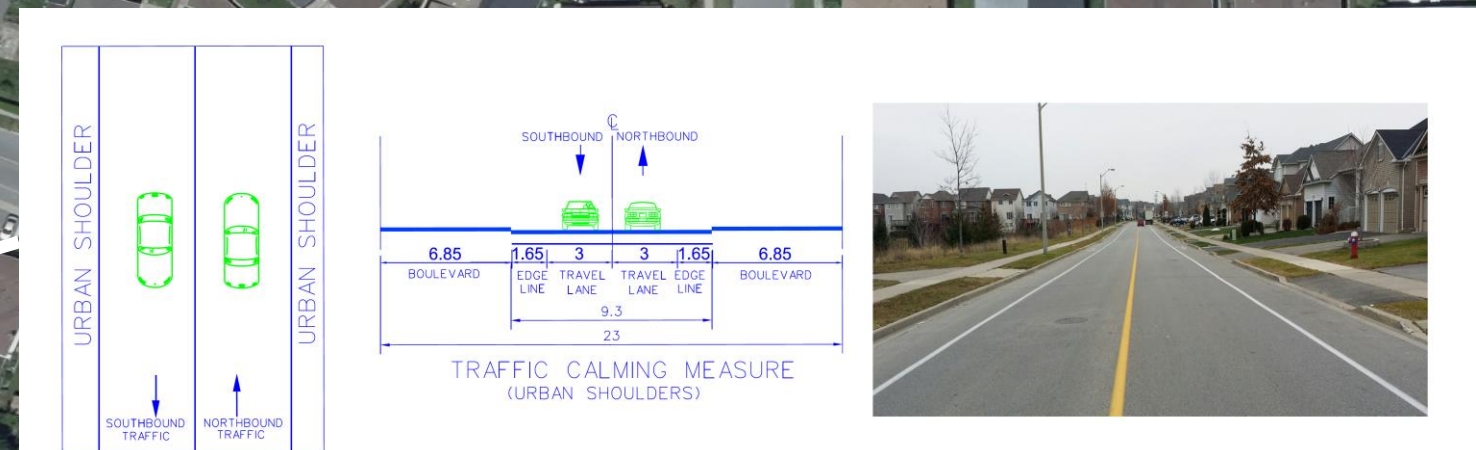 URBAN SHOULDER
SOUTHBOUND
TRAFFIC
NORTHBOUND
TRAFFIC
URBAN SHOULDER
CL
SOUTHBOUND NORTHBOUND
6.85 1.65 3 3 1.65 6.85
BOULEVARD EDGE LINE TRAVEL LANE TRAVEL LANE EDGE LINE BOULEVARD
9.3
23
TRAFFIC CALMING MEASURE
(URBAN SHOULDERS)